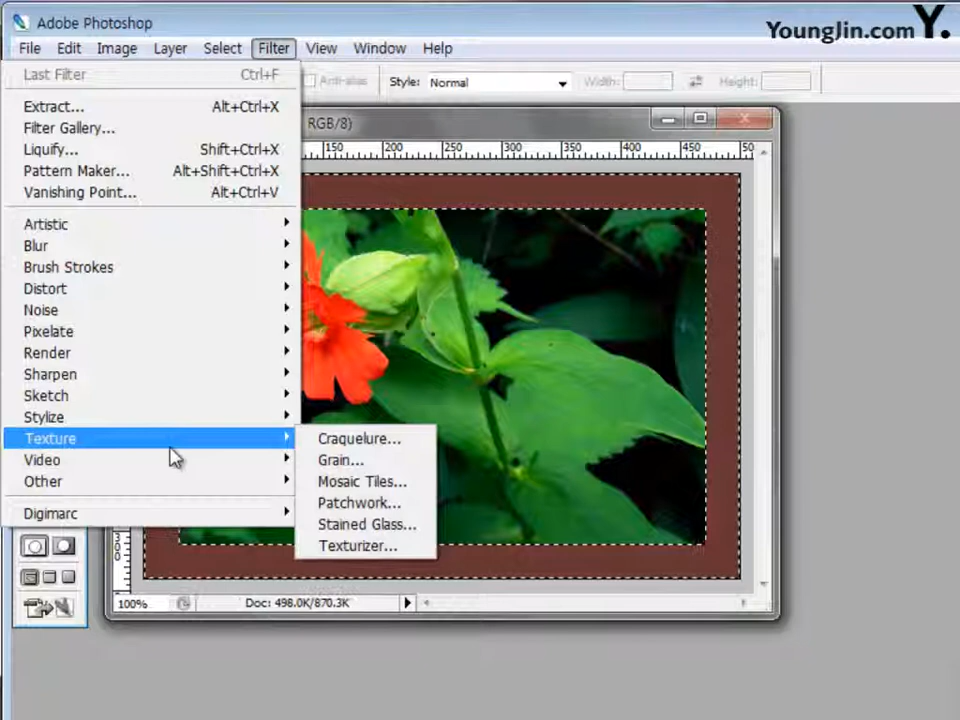 Adobe Photoshop
YoungJin.com Y.
File Edit Image Layer Select Filter View Window Help
Last Filter Ctrl+F
Anti-alias Style: Normal Width: Height:
Extract... Alt+Ctrl+X
Filter Gallery...
Liquify... Shift+Ctrl+X
Pattern Maker... Alt+Shift+Ctrl+X
Vanishing Point... Alt+Ctrl+V
RGB/8)
150 200 250 300 350 400 450 50
Artistic
Blur
Brush Strokes
Distort
Noise
Pixelate
Render
Sharpen
Sketch
Stylize
Texture
Video
Other
Digimarc
Craquelure...
Grain...
Mosaic Tiles...
Patchwork...
Stained Glass...
Texturizer...
300
100% Doc: 498.0K/870.3K